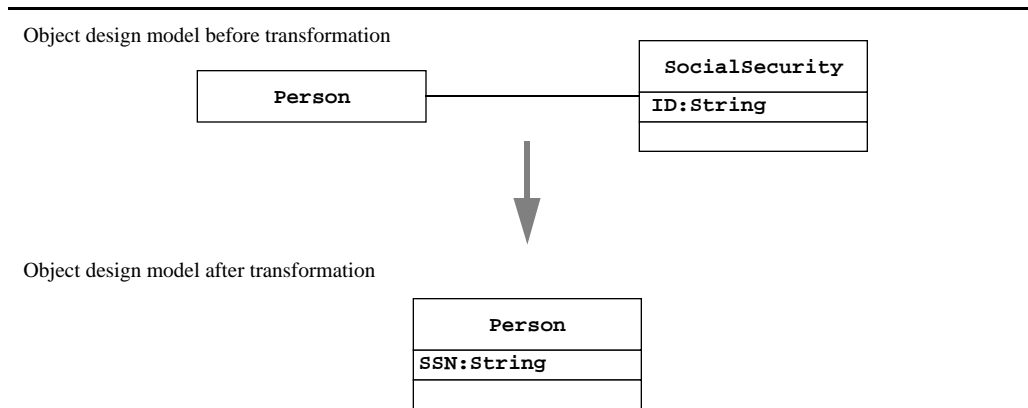 Object design model before transformation
SocialSecurity
Person
ID:String
Object design model after transformation
Person
SSN:String